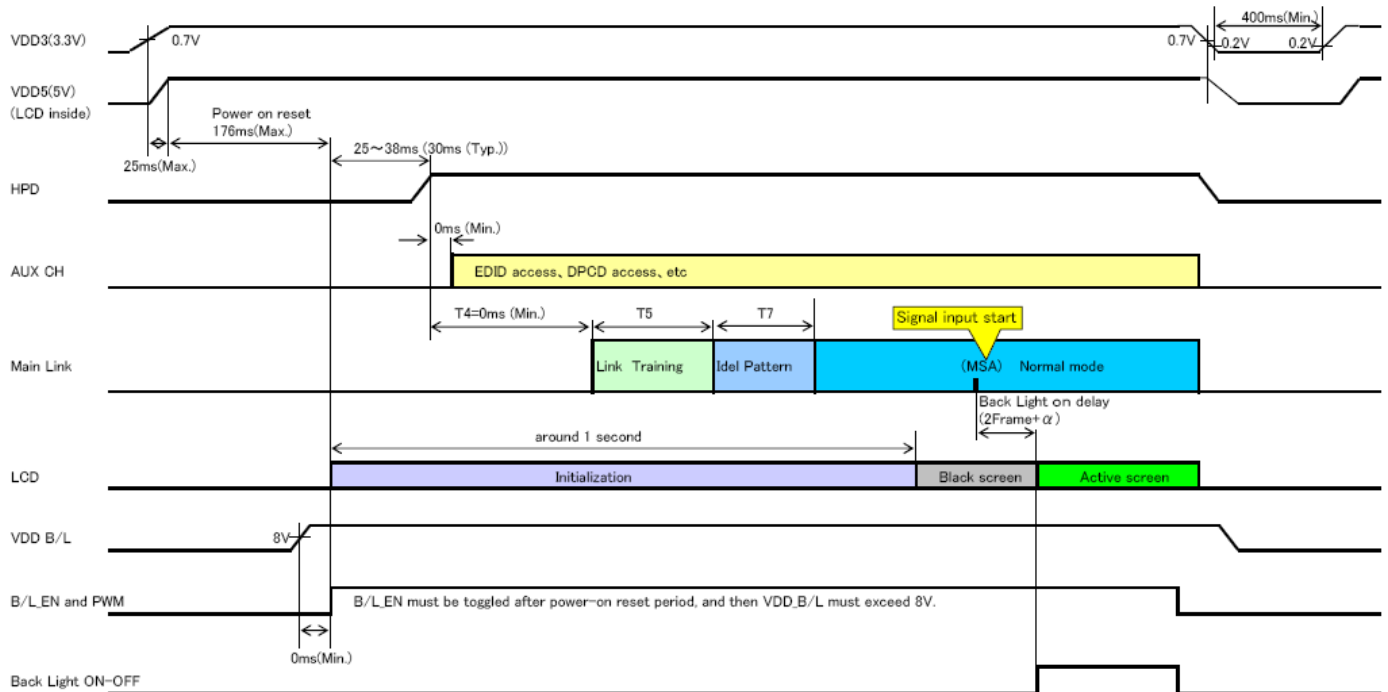 VDD3(3.3V)
0.7V
0.7V
400ms(Min.)
0.2V
0.2V
VDD5(5V)
(LCD inside)
Power on reset
176ms(Max.)
25ms(Max.)
25～38ms (30ms (Typ.))
HPD
0ms (Min.)
AUX CH
EDID access、DPCD access、etc
T4=0ms (Min.)
T5
T7
Signal input start
Main Link
Link Training
Idel Pattern
(MSA) Normal mode
Back Light on delay
(2Frame+α)
around 1 second
LCD
Initialization
Black screen
Active screen
VDD B/L
8V
B/L_EN and PWM
B/L_EN must be toggled after power-on reset period, and then VDD_B/L must exceed 8V.
0ms(Min.)
Back Light ON-OFF